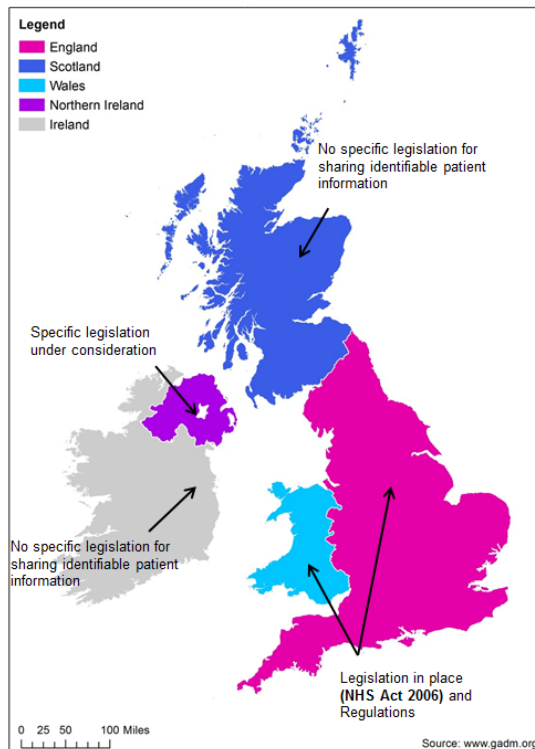 Legend
England
Scotland
Wales
Northern Ireland
Ireland
No specific legislation for
sharing identifiable patient
information
Specific legislation
under consideration
No specific legislation for
sharing identifiable patient
information
Legislation in place
(NHS Act 2006) and
Regulations
0 25 50 100 Miles
Source: www.gadm.org